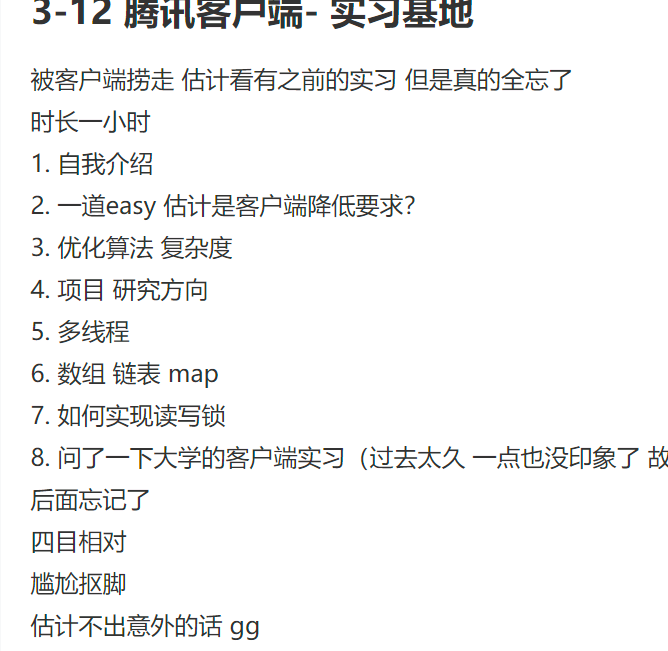 3-12 腾讯客户端- 实习基地
被客户端捞走 估计看有之前的实习 但是真的全忘了
时长一小时
1. 自我介绍
2. 一道easy 估计是客户端降低要求？
3. 优化算法 复杂度
4. 项目 研究方向
5. 多线程
6. 数组 链表 map
7. 如何实现读写锁
8. 问了一下大学的客户端实习（过去太久 一点也没印象了 故
后面忘记了
四目相对
尴尬抠脚
估计不出意外的话 gg